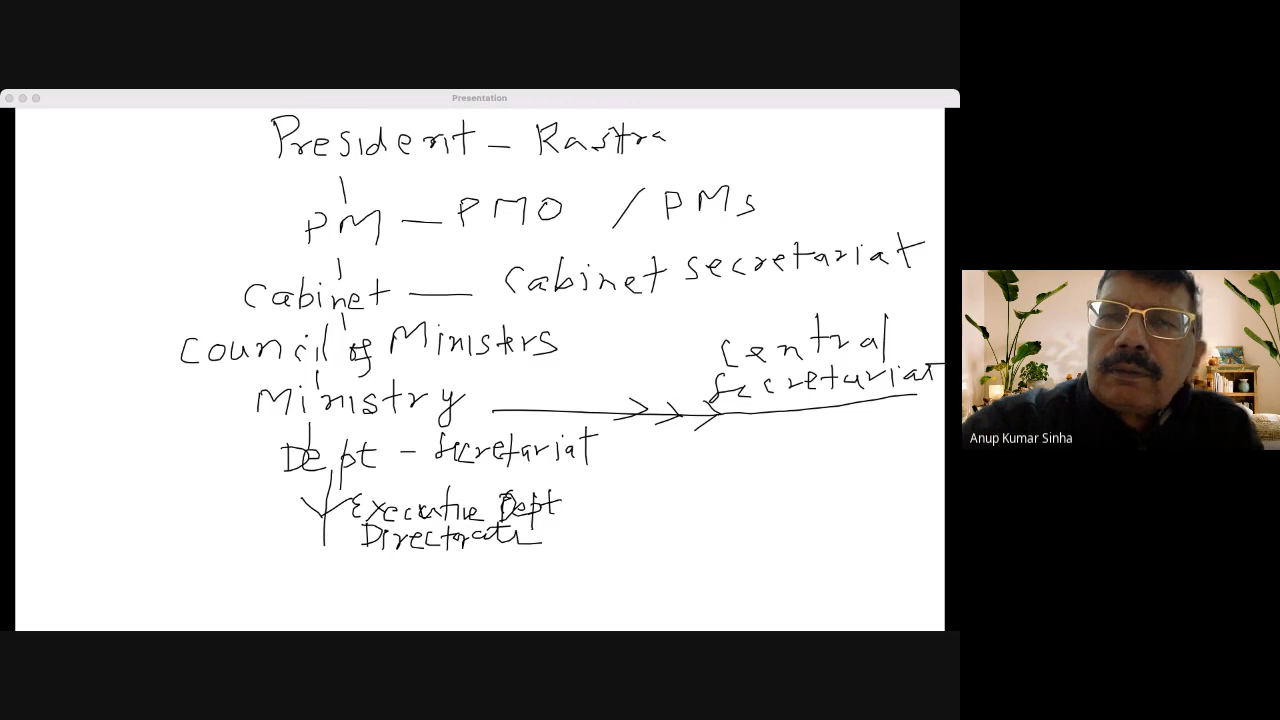 Presentation
President - Rastra
PM - PMO / PMs
Cabinet - Cabinet secretariat
Council of Ministers
Central
Secretariat
Ministry
Dept - Secretariat
Executive Dept
Directorate
Anup Kumar Sinha